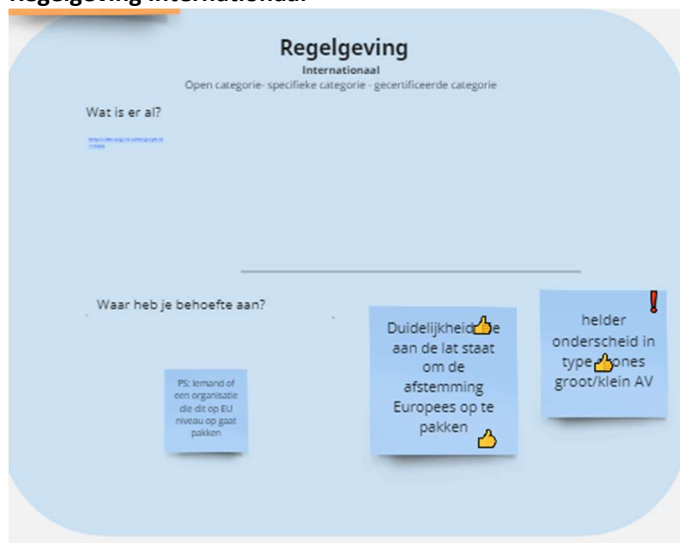 Regelgeving
Internationaal
Open categorie- specifieke categorie - gecertificeerde categorie
Wat is er al?
Waar heb je behoefte aan?
PS: Iemand of
een organisatie
die dit op EU
niveau op gaat
pakken
Duidelijkheid e
aan de lat staat
om de
afstemming
Europees op te
pakken
helder
onderscheid in
type ones
groot/klein AV